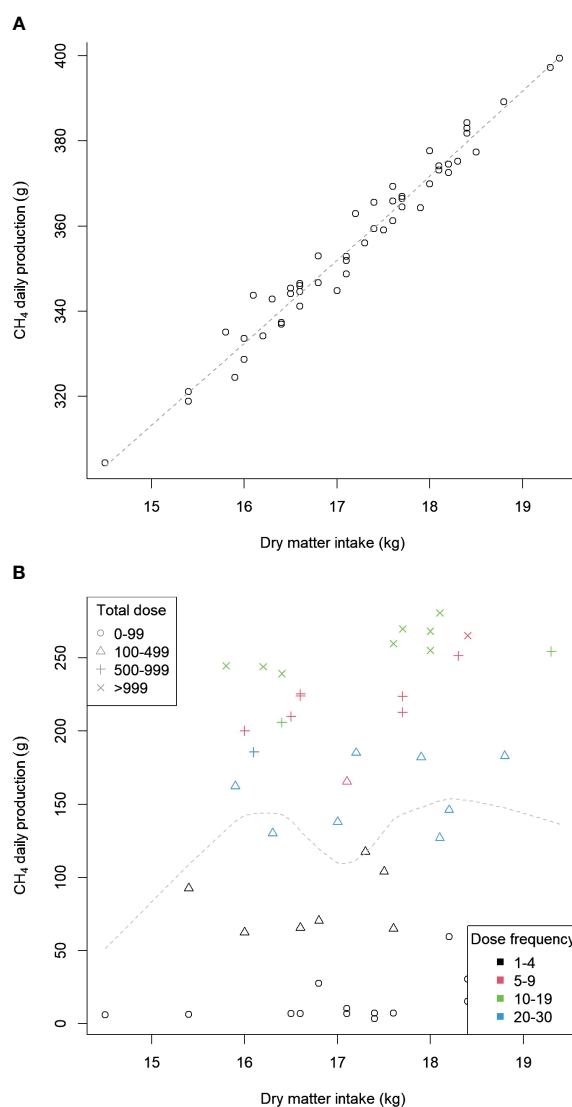 A
CH4 daily production (g)
400
380
360
340
320
15 16 17 18 19
Dry matter intake (kg)
B
Total dose
0-99
100-499
500-999
>999
CH4 daily production (g)
250
200
150
100
50
0
Dose frequency
1-4
5-9
10-19
20-30
15 16 17 18 19
Dry matter intake (kg)